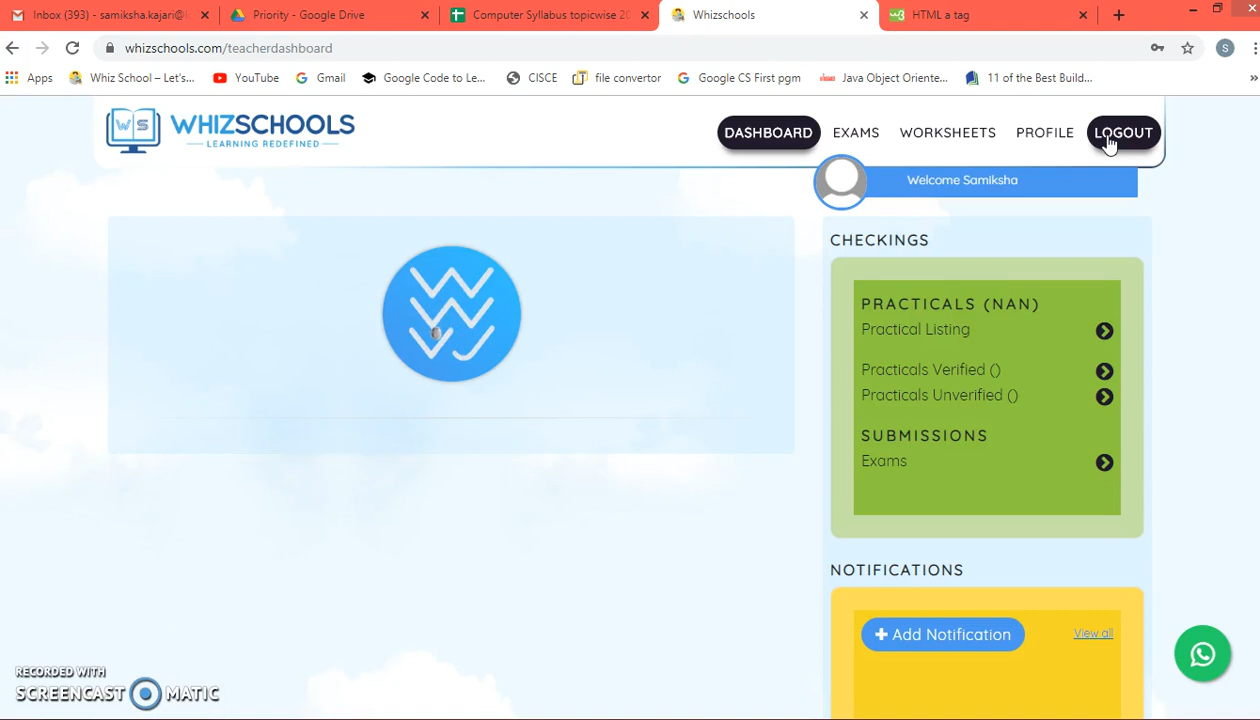 Inbox (393) - samiksha.kajari@
Priority - Google Drive
Computer Syllabus topicwise 20
Whizschools
HTML a tag
whizschools.com/teacherdashboard
S
Apps
Whiz School – Let's...
YouTube
Gmail
Google Code to Le...
CISCE
file convertor
Google CS First pgm
Java Object Oriente...
11 of the Best Build...
»
WS
WHIZSCHOOLS
LEARNING REDEFINED
DASHBOARD
EXAMS
WORKSHEETS
PROFILE
LOGOUT
Welcome Samiksha
CHECKINGS
PRACTICALS (NAN)
Practical Listing
Practicals Verified ()
Practicals Unverified ()
SUBMISSIONS
Exams
NOTIFICATIONS
+ Add Notification
View all
RECORDED WITH
SCREENCAST MATIC